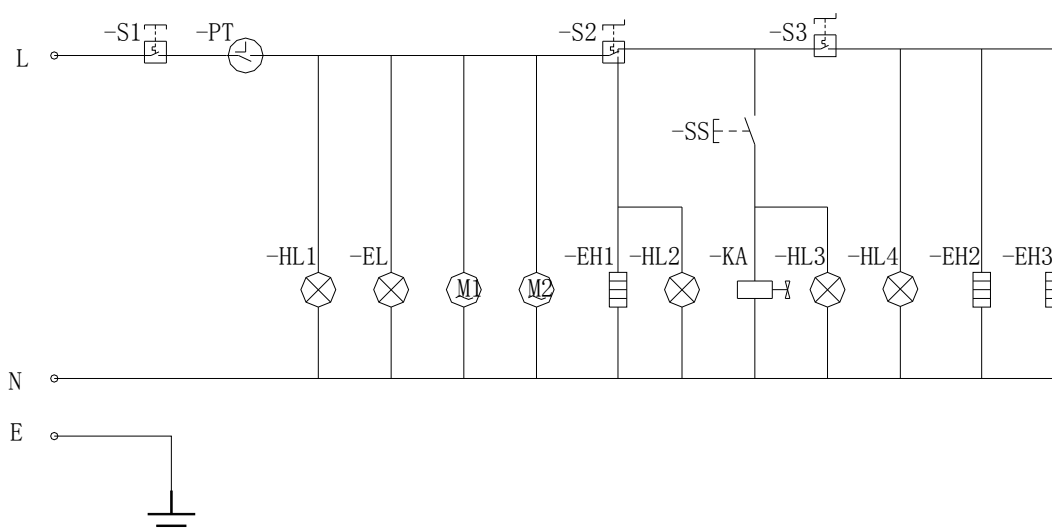 -S1
-PT
-S2
-S3
L
-SS
-HL1
-EL
-EH1
-HL2
-KA
-HL3
-HL4
-EH2
-EH3
M1
M2
N
E